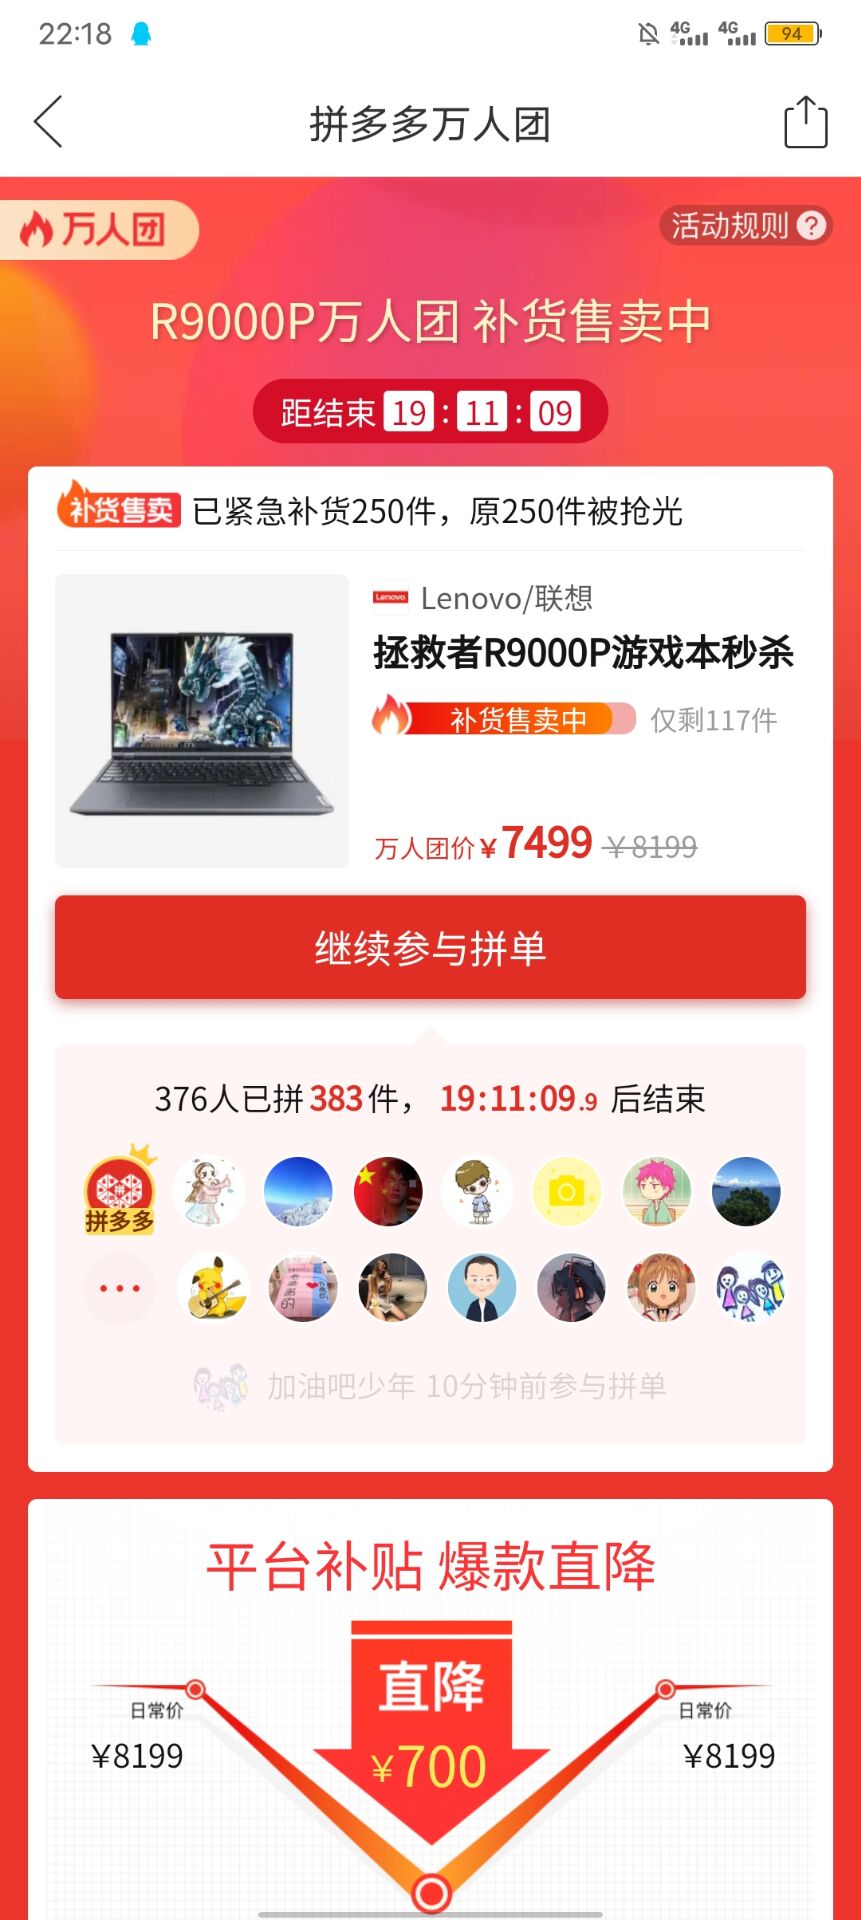 22:18
4G
4G
94
拼多多万人团
万人团
活动规则 ?
R9000P万人团 补货售卖中
距结束 19 : 11 : 09
补货售卖 已紧急补货250件，原250件被抢光
Lenovo Lenovo/联想
拯救者R9000P游戏本秒杀
补货售卖中 仅剩117件
万人团价¥7499 ¥8199
继续参与拼单
376人已拼383件， 19:11:09.9 后结束
拼多多
加油吧少年 10分钟前参与拼单
平台补贴 爆款直降
直降
¥700
日常价
¥8199
日常价
¥8199